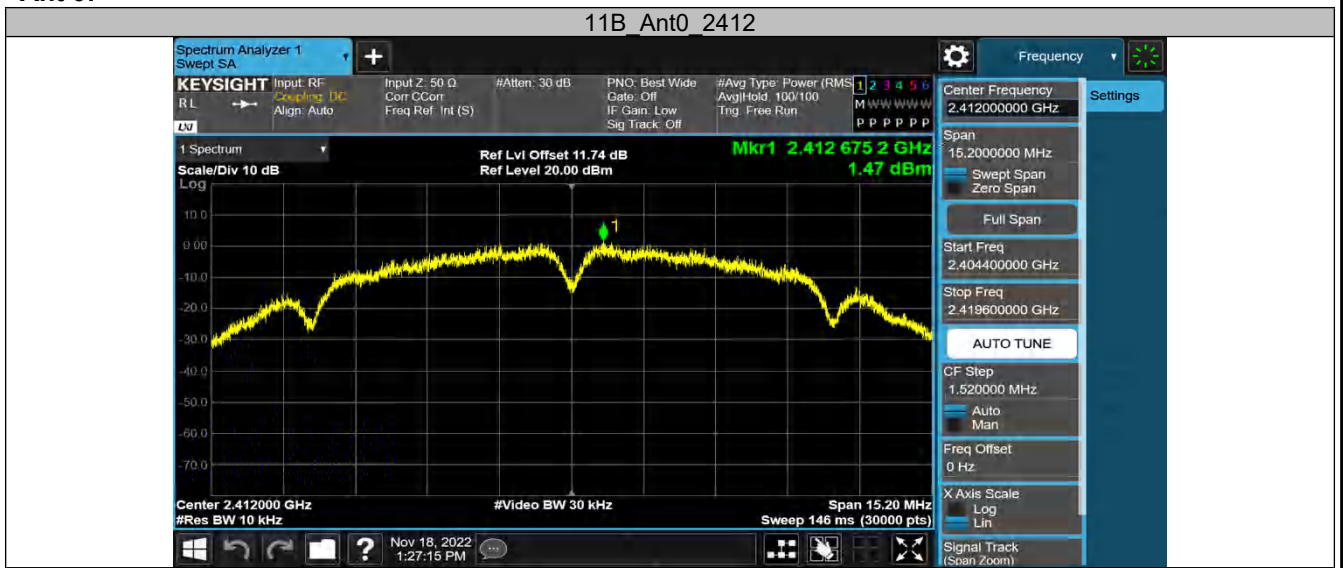 11B_Ant0_2412
Spectrum Analyzer 1
Swept SA
+
Frequency
KEYSIGHT
RL
LXI
Input: RF
Coupling: DC
Align: Auto
Input Z: 50 Ω
Corr CCorr
Freq Ref: Int (S)
#Atten: 30 dB
PNO: Best Wide
Gate: Off
IF Gain: Low
Sig Track: Off
#Avg Type: Power (RMS
Avg|Hold: 100/100
Trig: Free Run
1 2 3 4 5 6
M W W W W W
P P P P P P
1 Spectrum
Scale/Div 10 dB
Log
Ref Lvl Offset 11.74 dB
Ref Level 20.00 dBm
Mkr1 2.412 675 2 GHz
1.47 dBm
1
10.0
0.00
-10.0
-20.0
-30.0
-40.0
-50.0
-60.0
-70.0
Center 2.412000 GHz
#Res BW 10 kHz
#Video BW 30 kHz
Span 15.20 MHz
Sweep 146 ms (30000 pts)
Center Frequency
2.412000000 GHz
Settings
Span
15.2000000 MHz
Swept Span
Zero Span
Full Span
Start Freq
2.404400000 GHz
Stop Freq
2.419600000 GHz
AUTO TUNE
CF Step
1.520000 MHz
Auto
Man
Freq Offset
0 Hz
X Axis Scale
Log
Lin
Signal Track
(Span Zoom)
?
Nov 18, 2022
1:27:15 PM